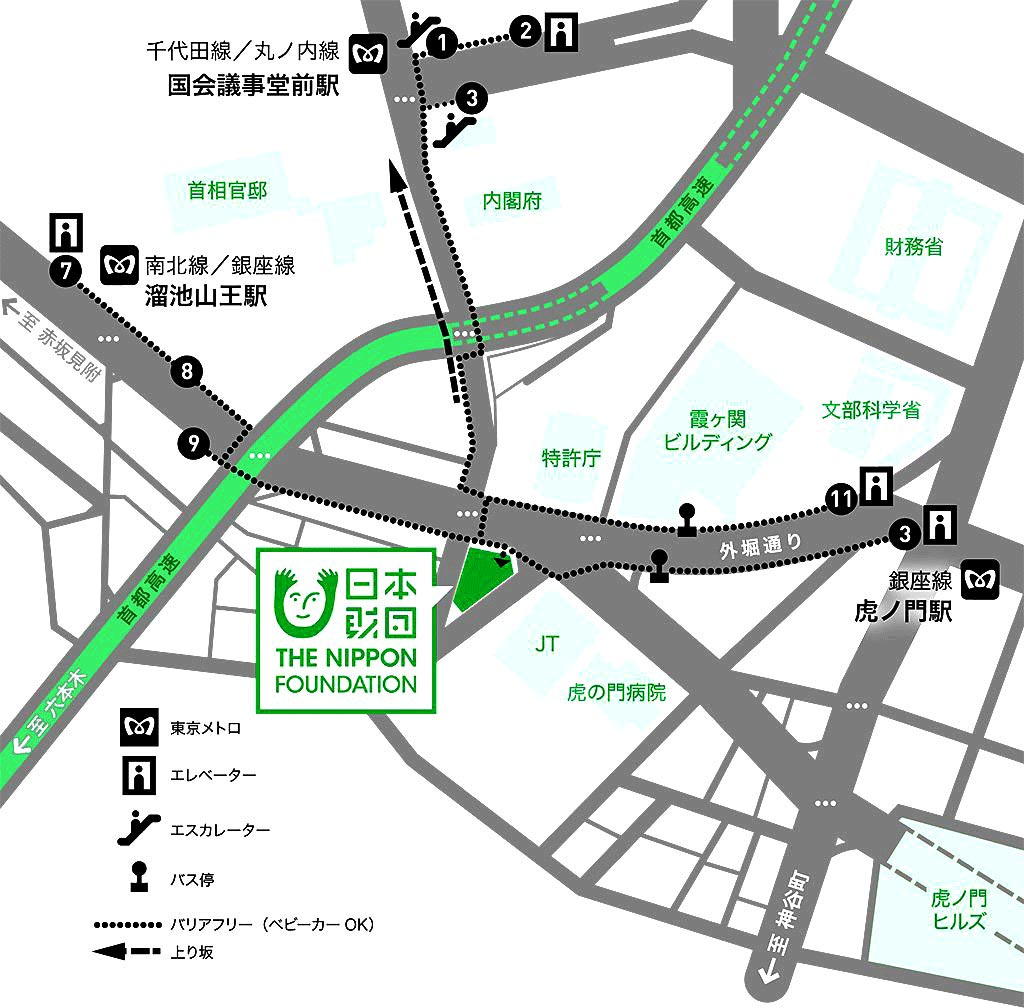 千代田線／丸ノ内線
国会議事堂前駅
1
2
3
首相官邸
内閣府
首都高速
財務省
7
南北線／銀座線
溜池山王駅
至 赤坂見附
8
9
特許庁
霞ヶ関
ビルディング
文部科学省
11
外堀通り
3
銀座線
虎ノ門駅
首都高速
至 六本木
日本
財団
THE NIPPON
FOUNDATION
JT
虎の門病院
東京メトロ
エレベーター
エスカレーター
バス停
バリアフリー（ベビーカー OK）
上り坂
至 神谷町
虎ノ門
ヒルズ